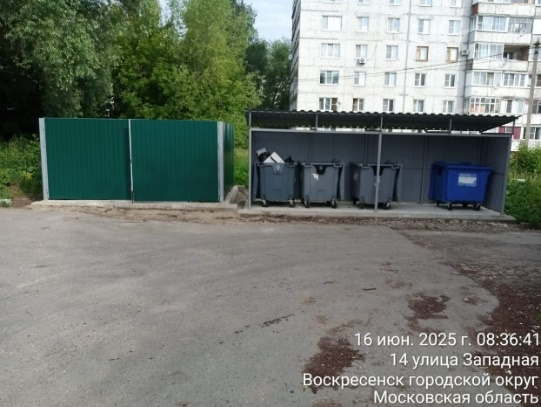 16 июн. 2025 г. 08:36:41
14 улица Западная
Воскресенск городской округ
Московская область